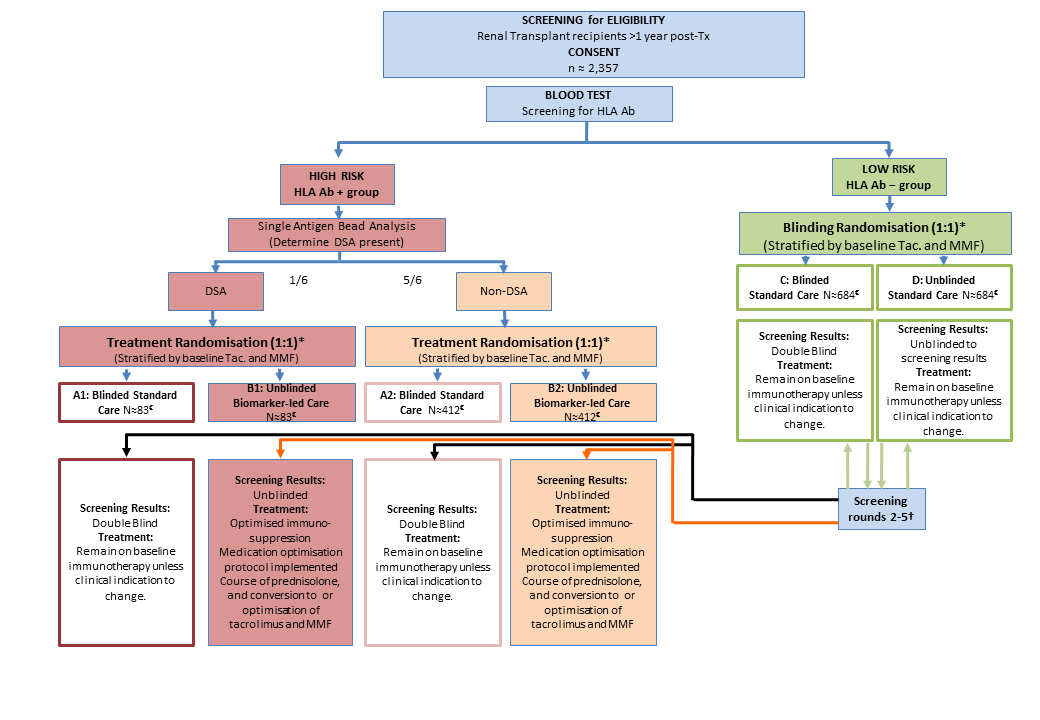 SCREENING for ELIGIBILITY
Renal Transplant recipients >1 year post-Tx
CONSENT
n ≈ 2,357
BLOOD TEST
Screening for HLA Ab
HIGH RISK
HLA Ab + group
LOW RISK
HLA Ab – group
Single Antigen Bead Analysis
(Determine DSA present)
Blinding Randomisation (1:1)*
(Stratified by baseline Tac. and MMF)
DSA
1/6
5/6
Non-DSA
C: Blinded
Standard Care N≈684€
D: Unblinded
Standard Care N≈684€
Treatment Randomisation (1:1)*
(Stratified by baseline Tac. and MMF)
Treatment Randomisation (1:1)*
(Stratified by baseline Tac. and MMF)
Screening Results:
Double Blind
Treatment:
Remain on baseline
immunotherapy unless
clinical indication to
change.
Screening Results:
Unblinded to
screening results
Treatment:
Remain on baseline
immunotherapy unless
clinical indication to
change.
A1: Blinded Standard
Care N≈83€
B1: Unblinded
Biomarker-led Care
N≈83€
A2: Blinded Standard
Care N≈412€
B2: Unblinded
Biomarker-led Care
N≈412€
Screening Results:
Double Blind
Treatment:
Remain on baseline
immunotherapy unless
clinical indication to
change.
Screening Results:
Unblinded
Treatment:
Optimised immuno-
suppression
Medication optimisation
protocol implemented
Course of prednisolone,
and conversion to or
optimisation of
tacrolimus and MMF
Screening Results:
Double Blind
Treatment:
Remain on baseline
immunotherapy unless
clinical indication to
change.
Screening Results:
Unblinded
Treatment:
Optimised immuno-
suppression
Medication optimisation
protocol implemented
Course of prednisolone,
and conversion to or
optimisation of
tacrolimus and MMF
Screening
rounds 2-5†